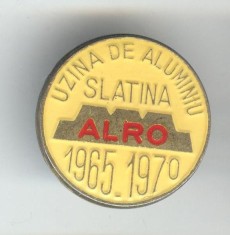 UZINA DE ALUMINIU
SLATINA
ALRO
1965-1970